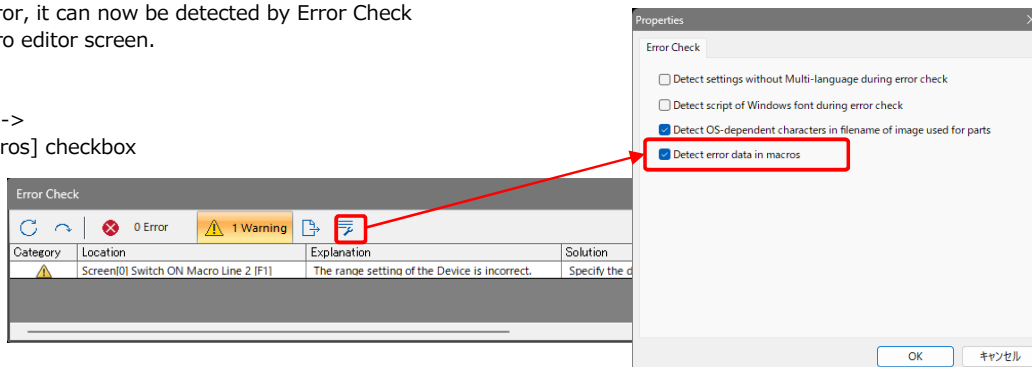 ror, it can now be detected by Error Check
ro editor screen.
->
ros] checkbox
Properties
Error Check
Detect settings without Multi-language during error check
Detect script of Windows font during error check
Detect OS-dependent characters in filename of image used for parts
Detect error data in macros
OK キャンセル
Error Check
0 Error 1 Warning
Category Location Explanation Solution
Screen[0] Switch ON Macro Line 2 [F1] The range setting of the Device is incorrect. Specify the d